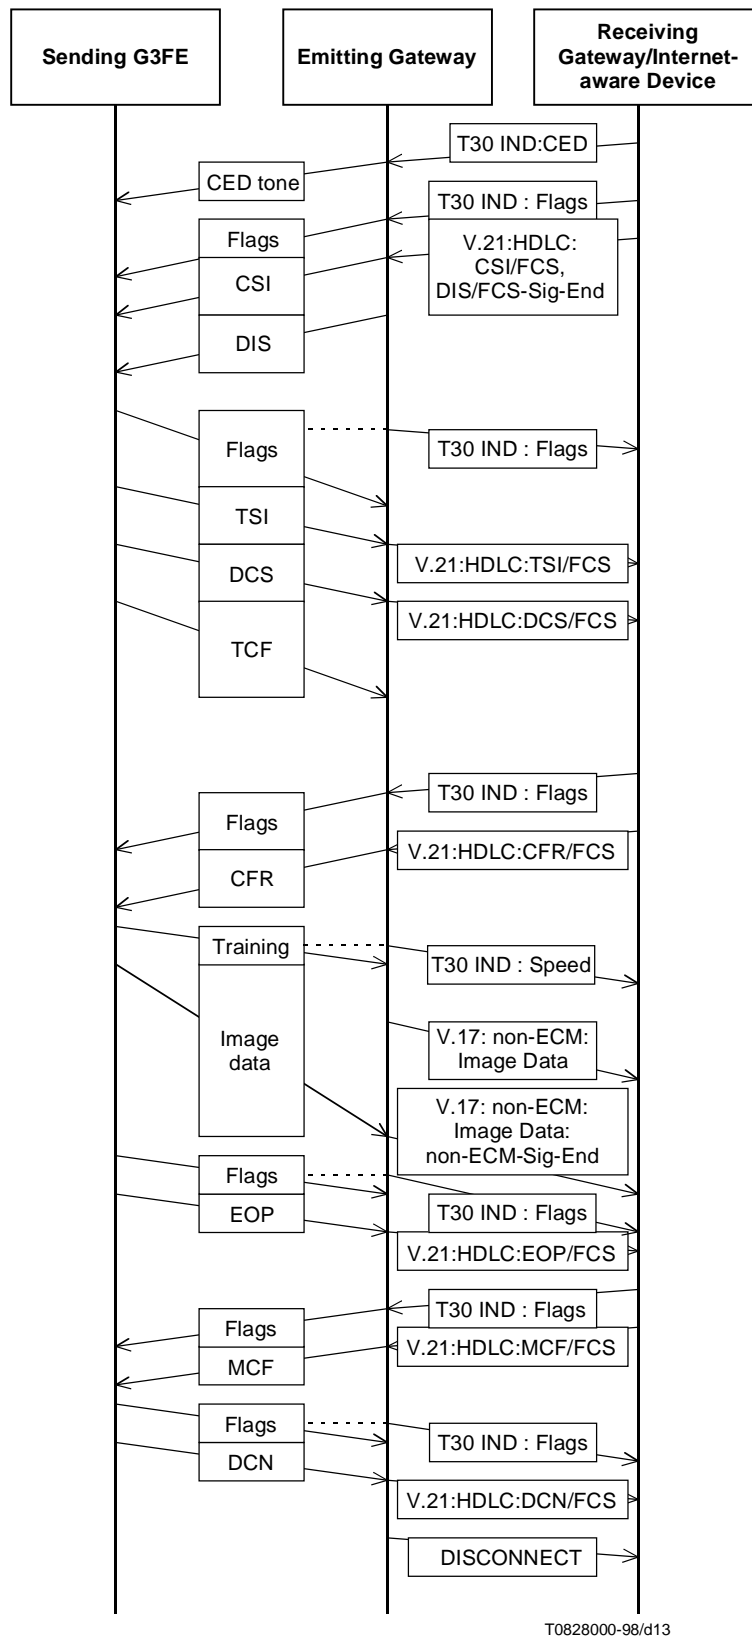 Sending G3FE
Emitting Gateway
Receiving
Gateway/Internet-
aware Device
T30 IND:CED
CED tone
T30 IND : Flags
Flags
V.21:HDLC:
CSI/FCS,
DIS/FCS-Sig-End
CSI
DIS
Flags
T30 IND : Flags
TSI
V.21:HDLC:TSI/FCS
DCS
V.21:HDLC:DCS/FCS
TCF
T30 IND : Flags
Flags
V.21:HDLC:CFR/FCS
CFR
Training
T30 IND : Speed
Image
data
V.17: non-ECM:
Image Data
V.17: non-ECM:
Image Data:
non-ECM-Sig-End
Flags
T30 IND : Flags
EOP
V.21:HDLC:EOP/FCS
T30 IND : Flags
Flags
V.21:HDLC:MCF/FCS
MCF
Flags
T30 IND : Flags
DCN
V.21:HDLC:DCN/FCS
DISCONNECT
T0828000-98/d13